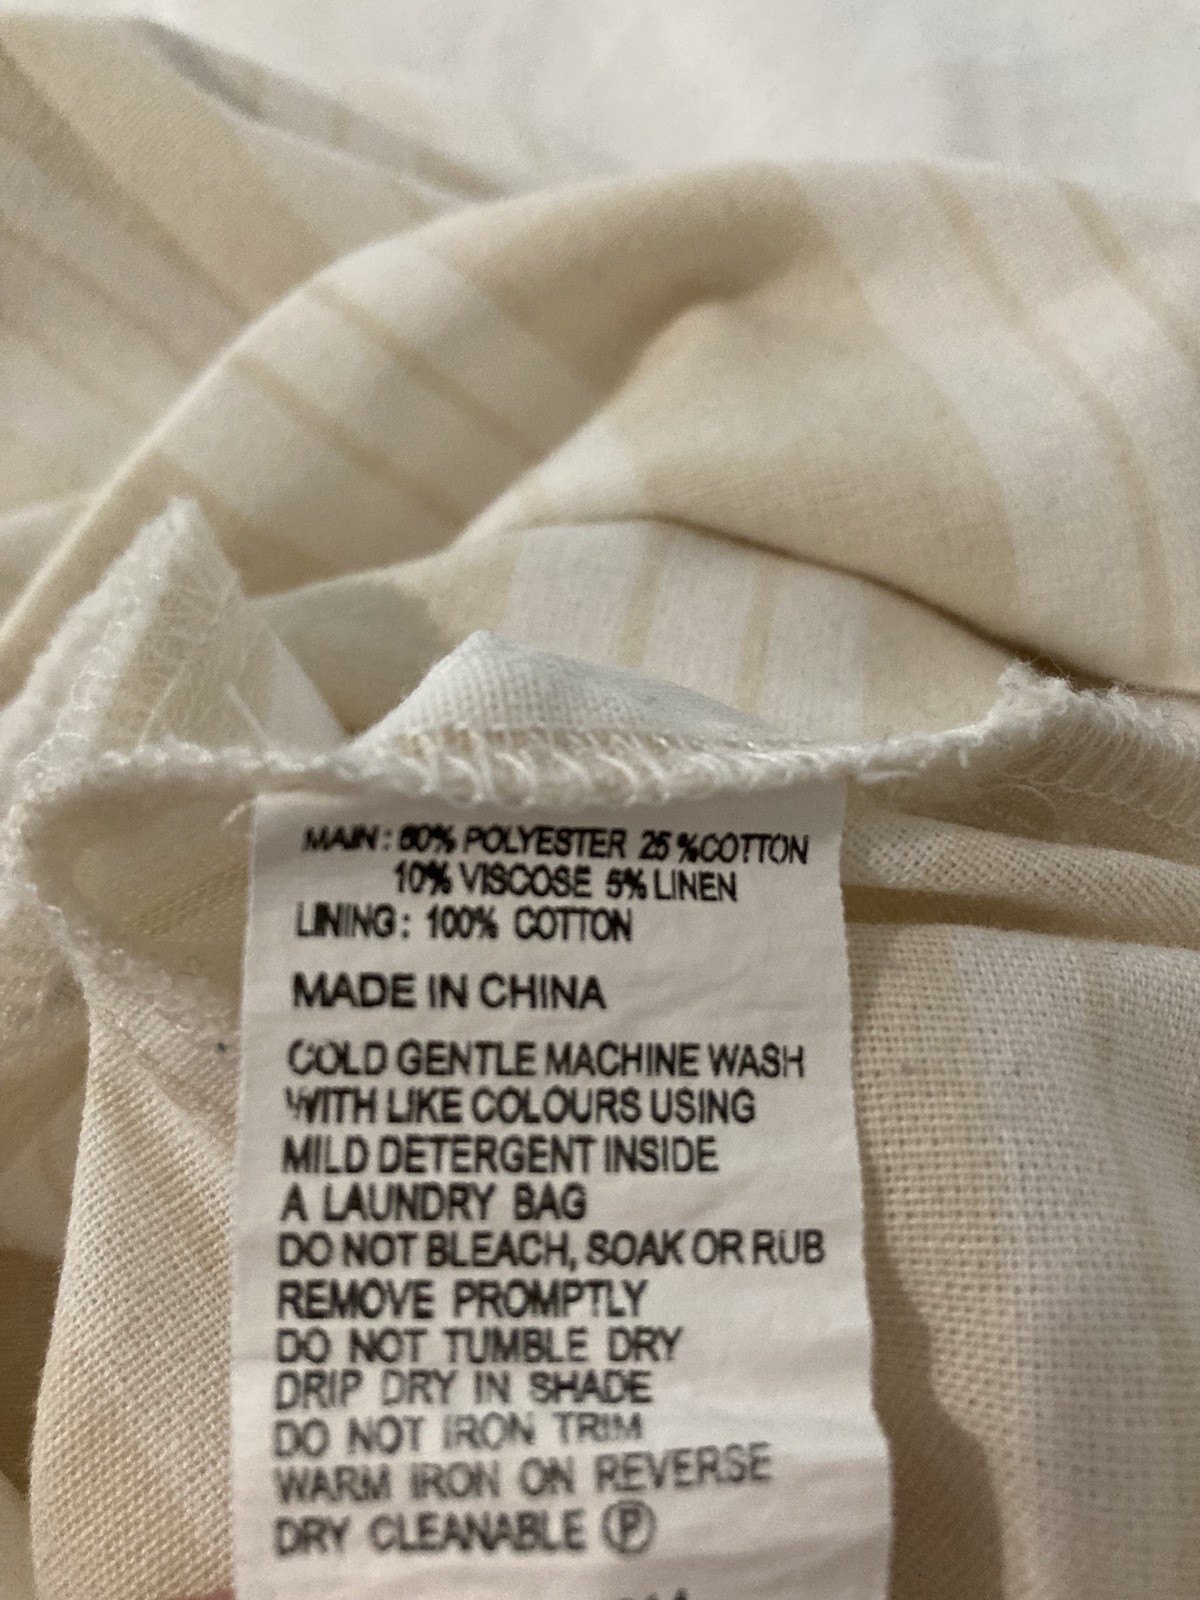 MAIN: 60% POLYESTER 25%COTTON
10% VISCOSE 5% LINEN
LINING: 100% COTTON
MADE IN CHINA
COLD GENTLE MACHINE WASH
WITH LIKE COLOURS USING
MILD DETERGENT INSIDE
A LAUNDRY BAG
DO NOT BLEACH, SOAK OR RUB
REMOVE PROMPTLY
DO NOT TUMBLE DRY
DRIP DRY IN SHADE
DO NOT IRON TRIM
WARM IRON ON REVERSE
DRY CLEANABLE Ⓟ